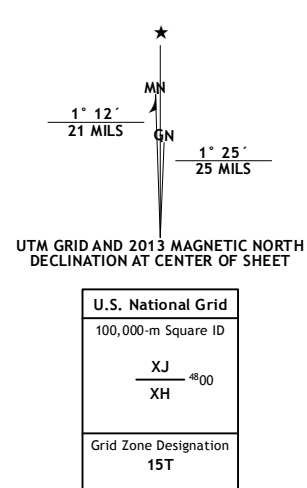 ★
MN
1° 12´
21 MILS
GN
1° 25´
25 MILS
UTM GRID AND 2013 MAGNETIC NORTH
DECLINATION AT CENTER OF SHEET
U.S. National Grid
100,000-m Square ID
XJ
4800
XH
Grid Zone Designation
15T